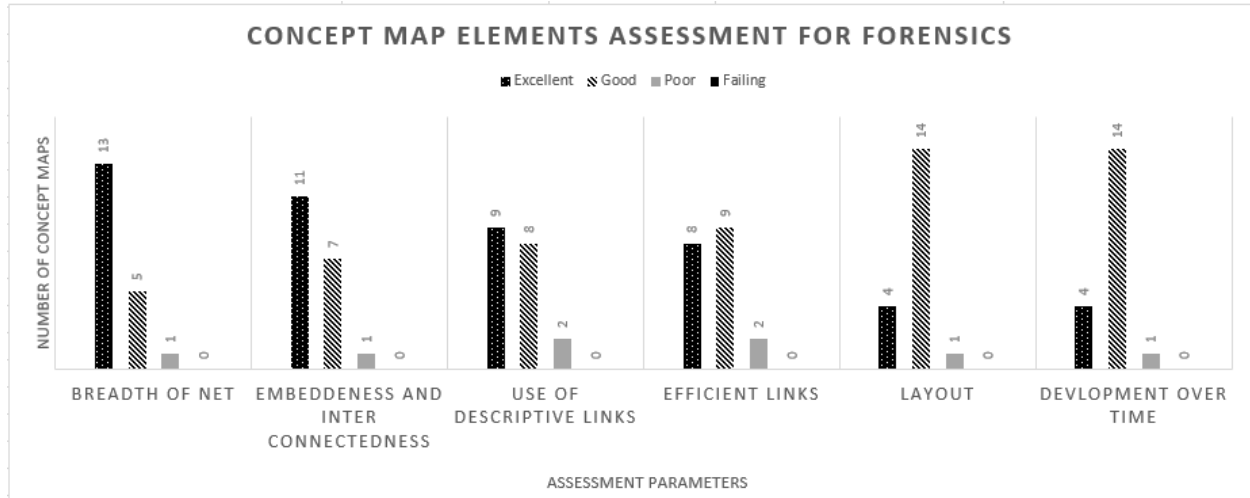 CONCEPT MAP ELEMENTS ASSESSMENT FOR FORENSICS
Excellent Good Poor Failing
NUMBER OF CONCEPT MAPS
13 5 1 0
11 7 1 0
9 8 2 0
8 9 2 0
4 14 1 0
4 14 1 0
BREADTH OF NET
EMBEDDENESS AND
INTER
CONNECTEDNESS
USE OF
DESCRIPTIVE LINKS
EFFICIENT LINKS
LAYOUT
DEVLOPMENT OVER
TIME
ASSESSMENT PARAMETERS